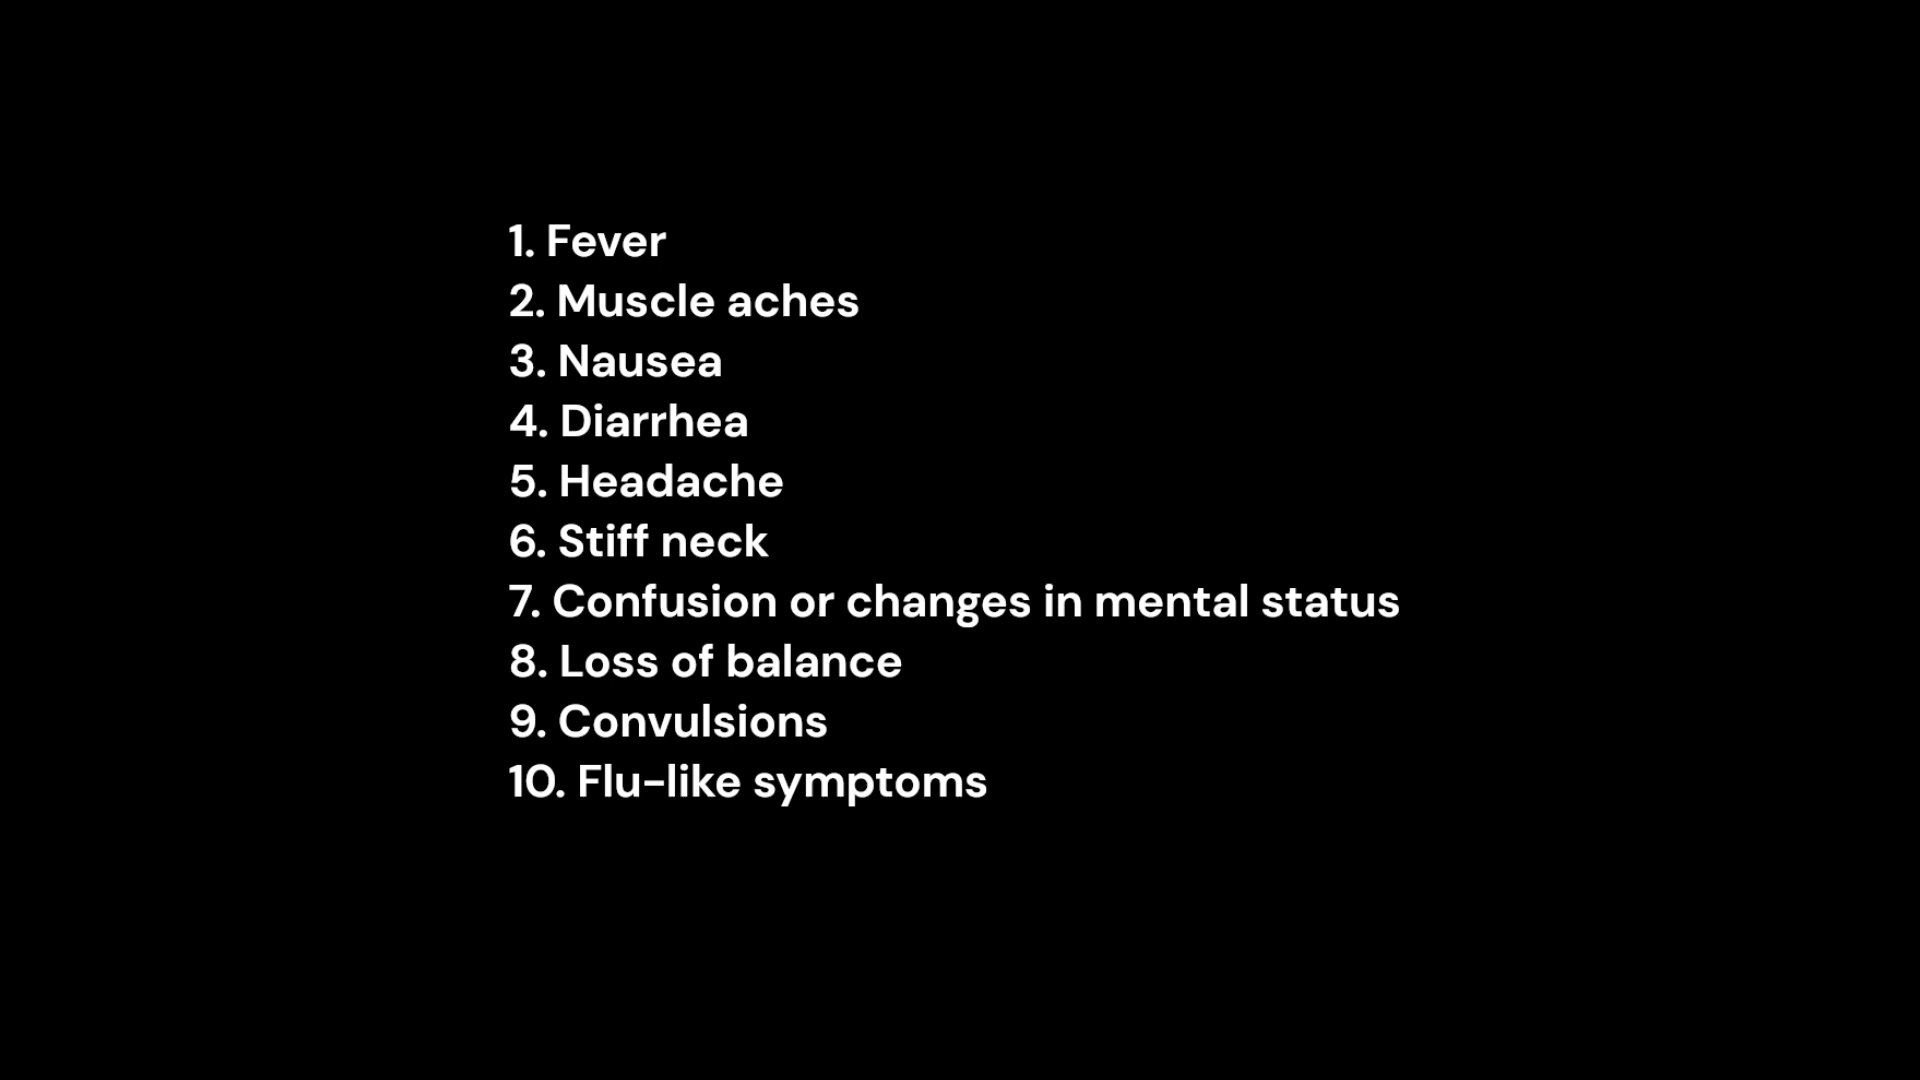 1. Fever
2. Muscle aches
3. Nausea
4. Diarrhea
5. Headache
6. Stiff neck
7. Confusion or changes in mental status
8. Loss of balance
9. Convulsions
10. Flu-like symptoms